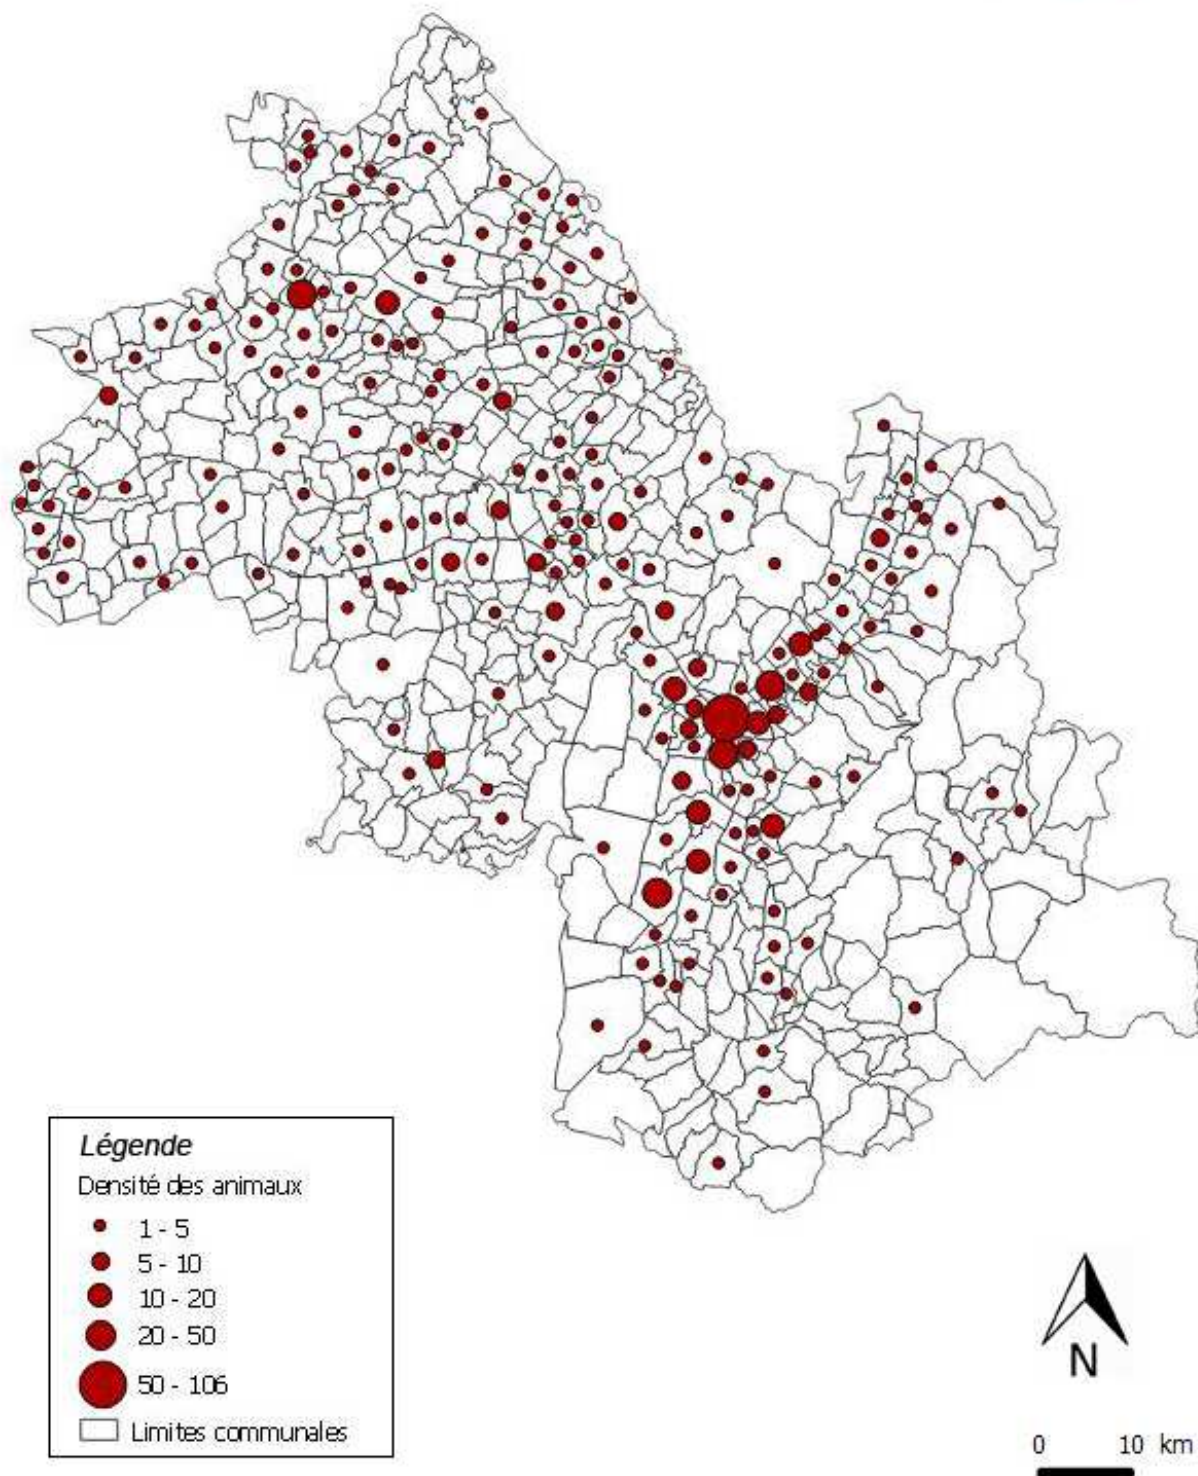 Légende
Densité des animaux
1 - 5
5 - 10
10 - 20
20 - 50
50 - 106
Limites communales
N
0 10 km